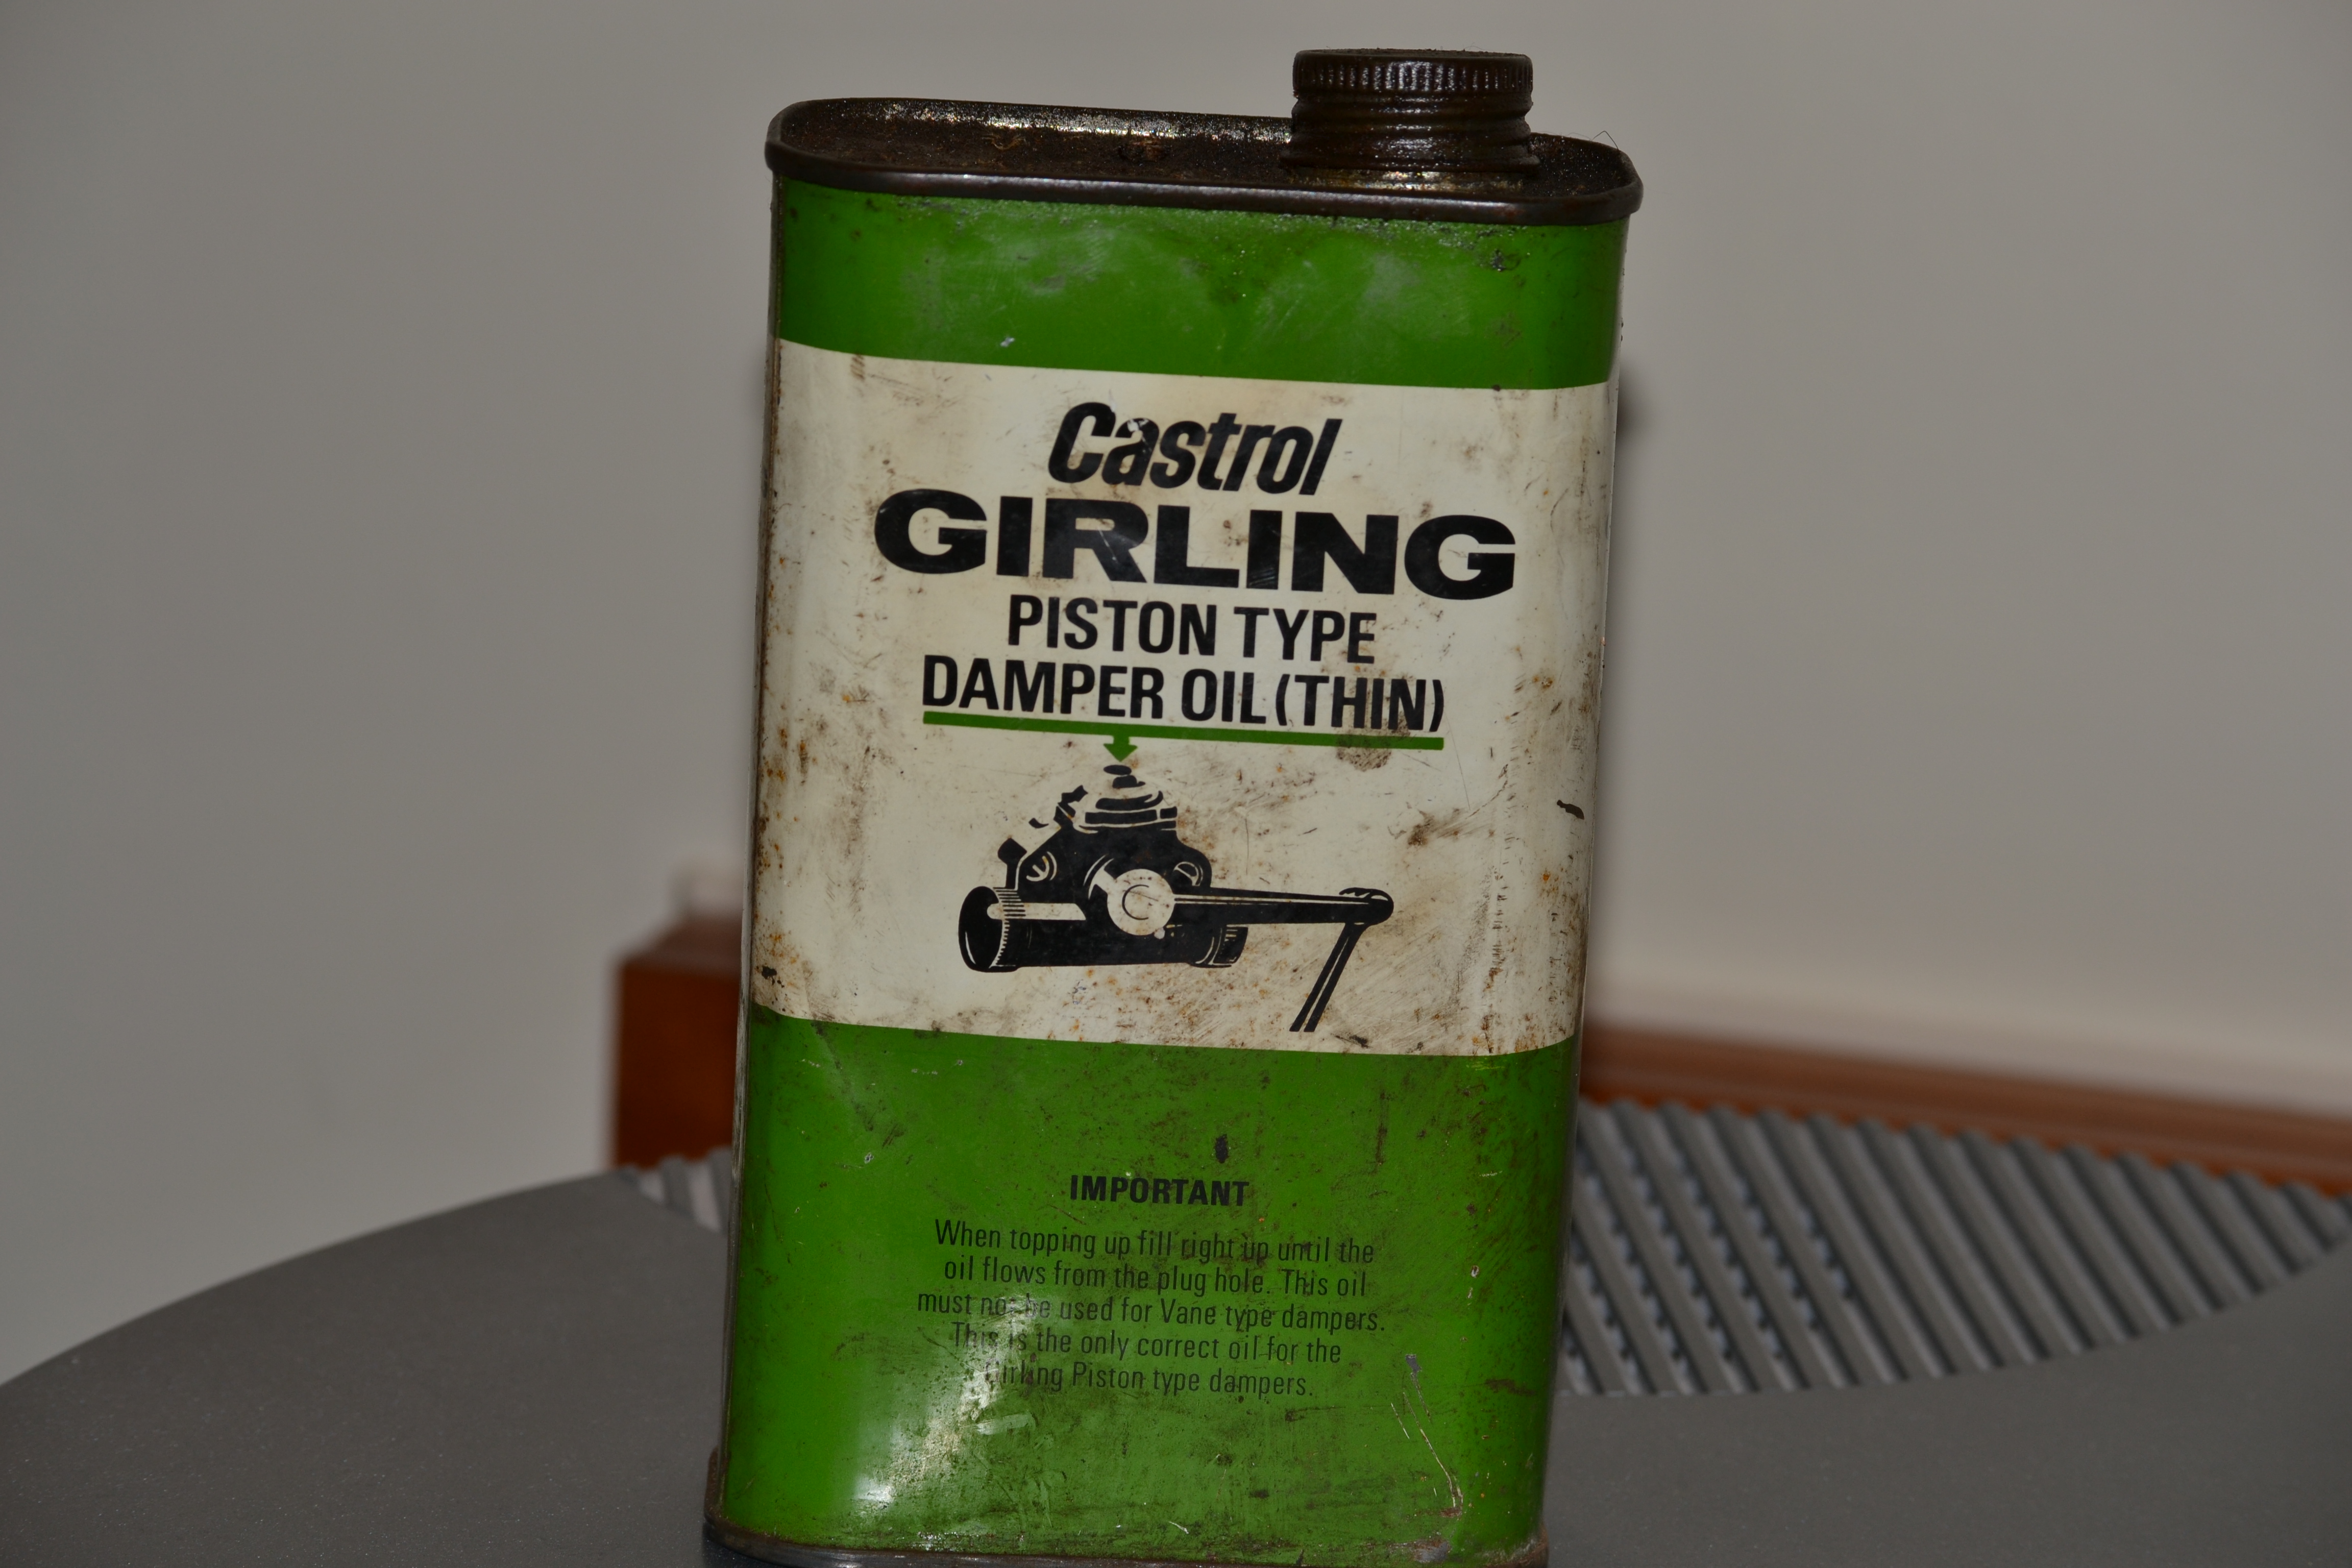 Castrol
GIRLING
PISTON TYPE
DAMPER OIL (THIN)
IMPORTANT
When topping up fill right up until the
oil flows from the plug hole. This oil
must not be used for Vane type dampers.
This is the only correct oil for the
Girling Piston type dampers.